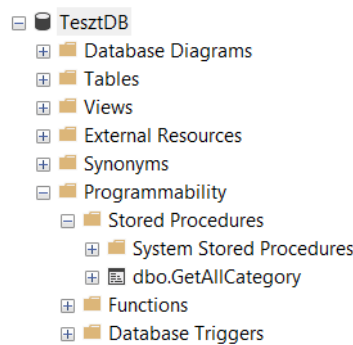 TesztDB
Database Diagrams
Tables
Views
External Resources
Synonyms
Programmability
Stored Procedures
System Stored Procedures
dbo.GetAllCategory
Functions
Database Triggers